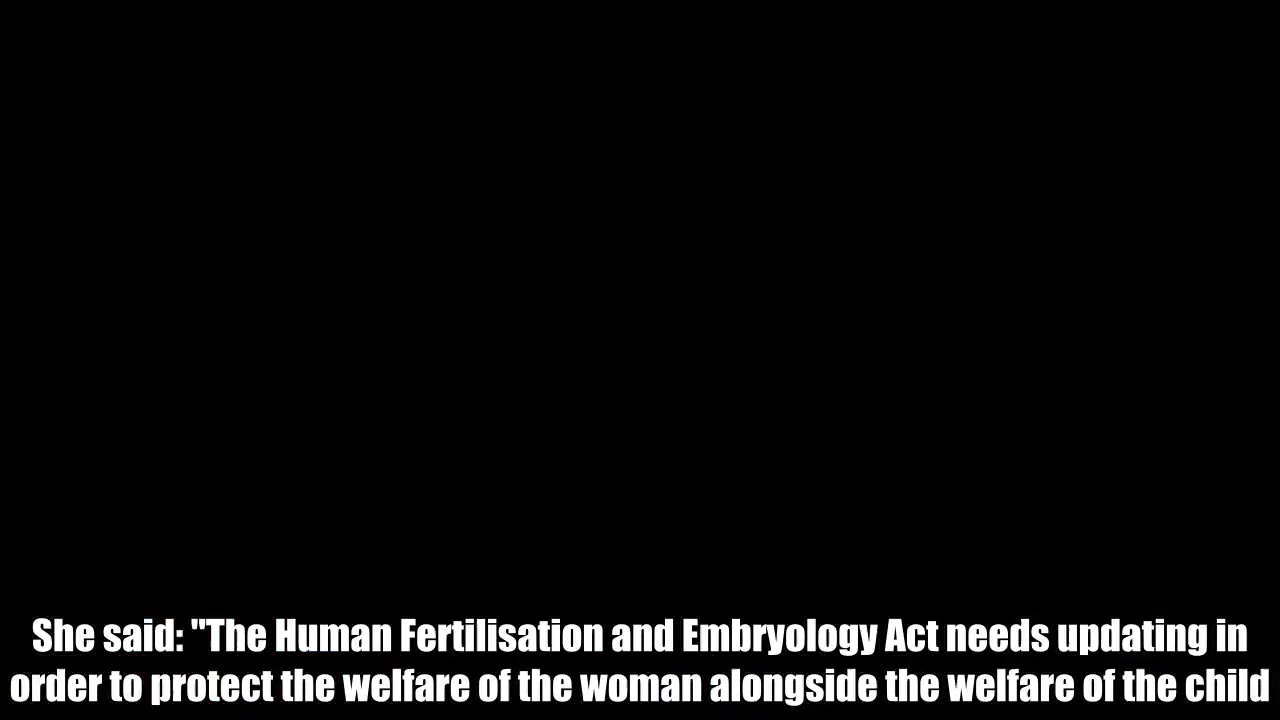 She said: "The Human Fertilisation and Embryology Act needs updating in
order to protect the welfare of the woman alongside the welfare of the child